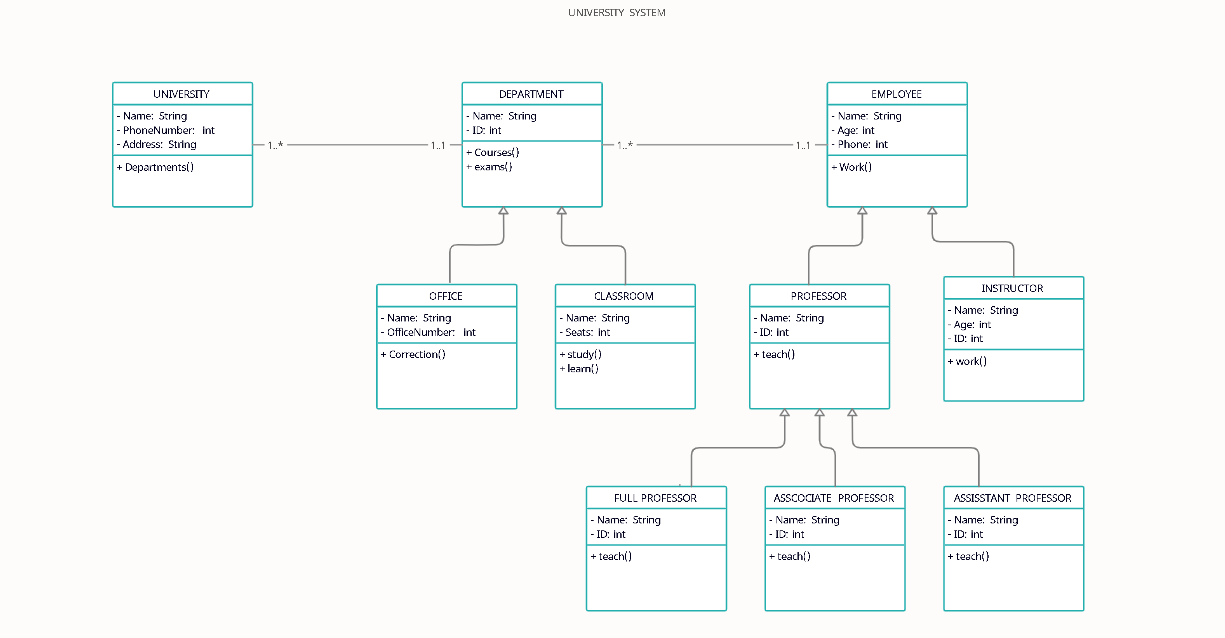 UNIVERSITY SYSTEM
UNIVERSITY
- Name: String
- PhoneNumber: int
- Address: String
+ Departments()
1..*
1..1
DEPARTMENT
- Name: String
- ID: int
+ Courses()
+ exams()
1..*
1..1
EMPLOYEE
- Name: String
- Age: int
- Phone: int
+ Work()
OFFICE
- Name: String
- OfficeNumber: int
+ Correction()
CLASSROOM
- Name: String
- Seats: int
+ study()
+ learn()
PROFESSOR
- Name: String
- ID: int
+ teach()
INSTRUCTOR
- Name: String
- Age: int
- ID: int
+ work()
FULL PROFESSOR
- Name: String
- ID: int
+ teach()
ASSCOCIATE PROFESSOR
- Name: String
- ID: int
+ teach()
ASSISSTANT PROFESSOR
- Name: String
- ID: int
+ teach()